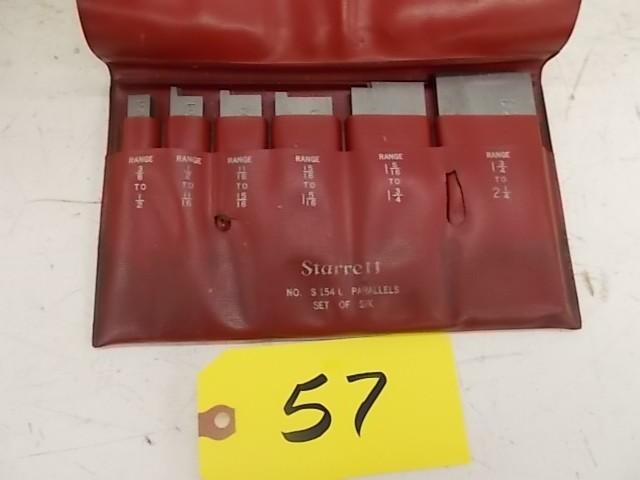 RANGE 3/8 TO 1/2
RANGE 1/2 TO 11/16
RANGE 11/16 TO 15/16
RANGE 15/16 TO 1 5/16
RANGE 1 5/16 TO 1 3/4
RANGE 1 3/4 TO 2 1/4
Starrett
NO. S 154 L PARALLELS
SET OF SIX
57